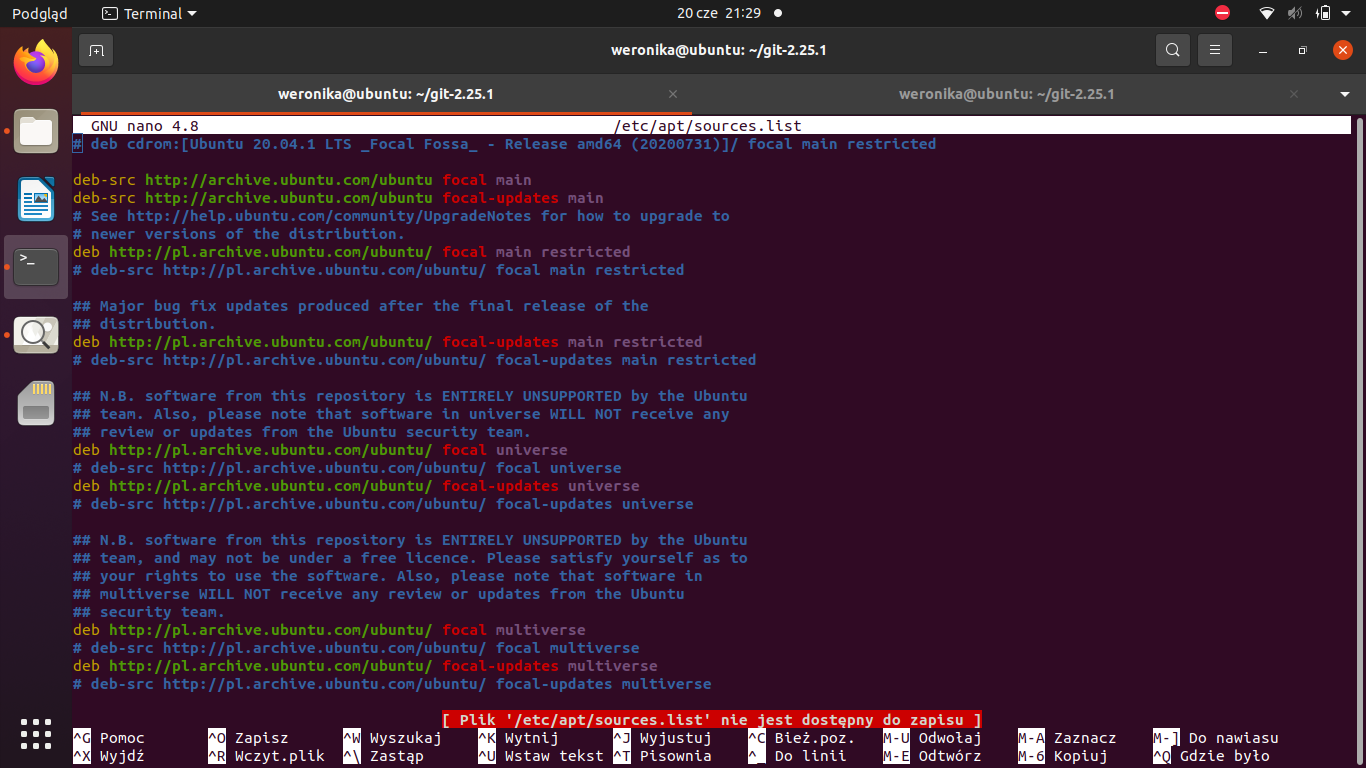 Podgląd Terminal 20 cze 21:29
weronika@ubuntu: ~/git-2.25.1
weronika@ubuntu: ~/git-2.25.1 weronika@ubuntu: ~/git-2.25.1
GNU nano 4.8 /etc/apt/sources.list
# deb cdrom:[Ubuntu 20.04.1 LTS _Focal Fossa_ - Release amd64 (20200731)]/ focal main restricted
deb-src http://archive.ubuntu.com/ubuntu focal main
deb-src http://archive.ubuntu.com/ubuntu focal-updates main
# See http://help.ubuntu.com/community/UpgradeNotes for how to upgrade to
# newer versions of the distribution.
deb http://pl.archive.ubuntu.com/ubuntu/ focal main restricted
# deb-src http://pl.archive.ubuntu.com/ubuntu/ focal main restricted
## Major bug fix updates produced after the final release of the
## distribution.
deb http://pl.archive.ubuntu.com/ubuntu/ focal-updates main restricted
# deb-src http://pl.archive.ubuntu.com/ubuntu/ focal-updates main restricted
## N.B. software from this repository is ENTIRELY UNSUPPORTED by the Ubuntu
## team. Also, please note that software in universe WILL NOT receive any
## review or updates from the Ubuntu security team.
deb http://pl.archive.ubuntu.com/ubuntu/ focal universe
# deb-src http://pl.archive.ubuntu.com/ubuntu/ focal universe
deb http://pl.archive.ubuntu.com/ubuntu/ focal-updates universe
# deb-src http://pl.archive.ubuntu.com/ubuntu/ focal-updates universe
## N.B. software from this repository is ENTIRELY UNSUPPORTED by the Ubuntu
## team, and may not be under a free licence. Please satisfy yourself as to
## your rights to use the software. Also, please note that software in
## multiverse WILL NOT receive any review or updates from the Ubuntu
## security team.
deb http://pl.archive.ubuntu.com/ubuntu/ focal multiverse
# deb-src http://pl.archive.ubuntu.com/ubuntu/ focal multiverse
deb http://pl.archive.ubuntu.com/ubuntu/ focal-updates multiverse
# deb-src http://pl.archive.ubuntu.com/ubuntu/ focal-updates multiverse
[ Plik '/etc/apt/sources.list' nie jest dostępny do zapisu ]
^G Pomoc ^O Zapisz ^W Wyszukaj ^K Wytnij ^J Wyjustuj ^C Bież.poz. M-U Odwołaj M-A Zaznacz M-] Do nawiasu
^X Wyjdź ^R Wczyt.plik ^\ Zastąp ^U Wstaw tekst ^T Pisownia ^_ Do linii M-E Odtwórz M-6 Kopiuj ^Q Gdzie było